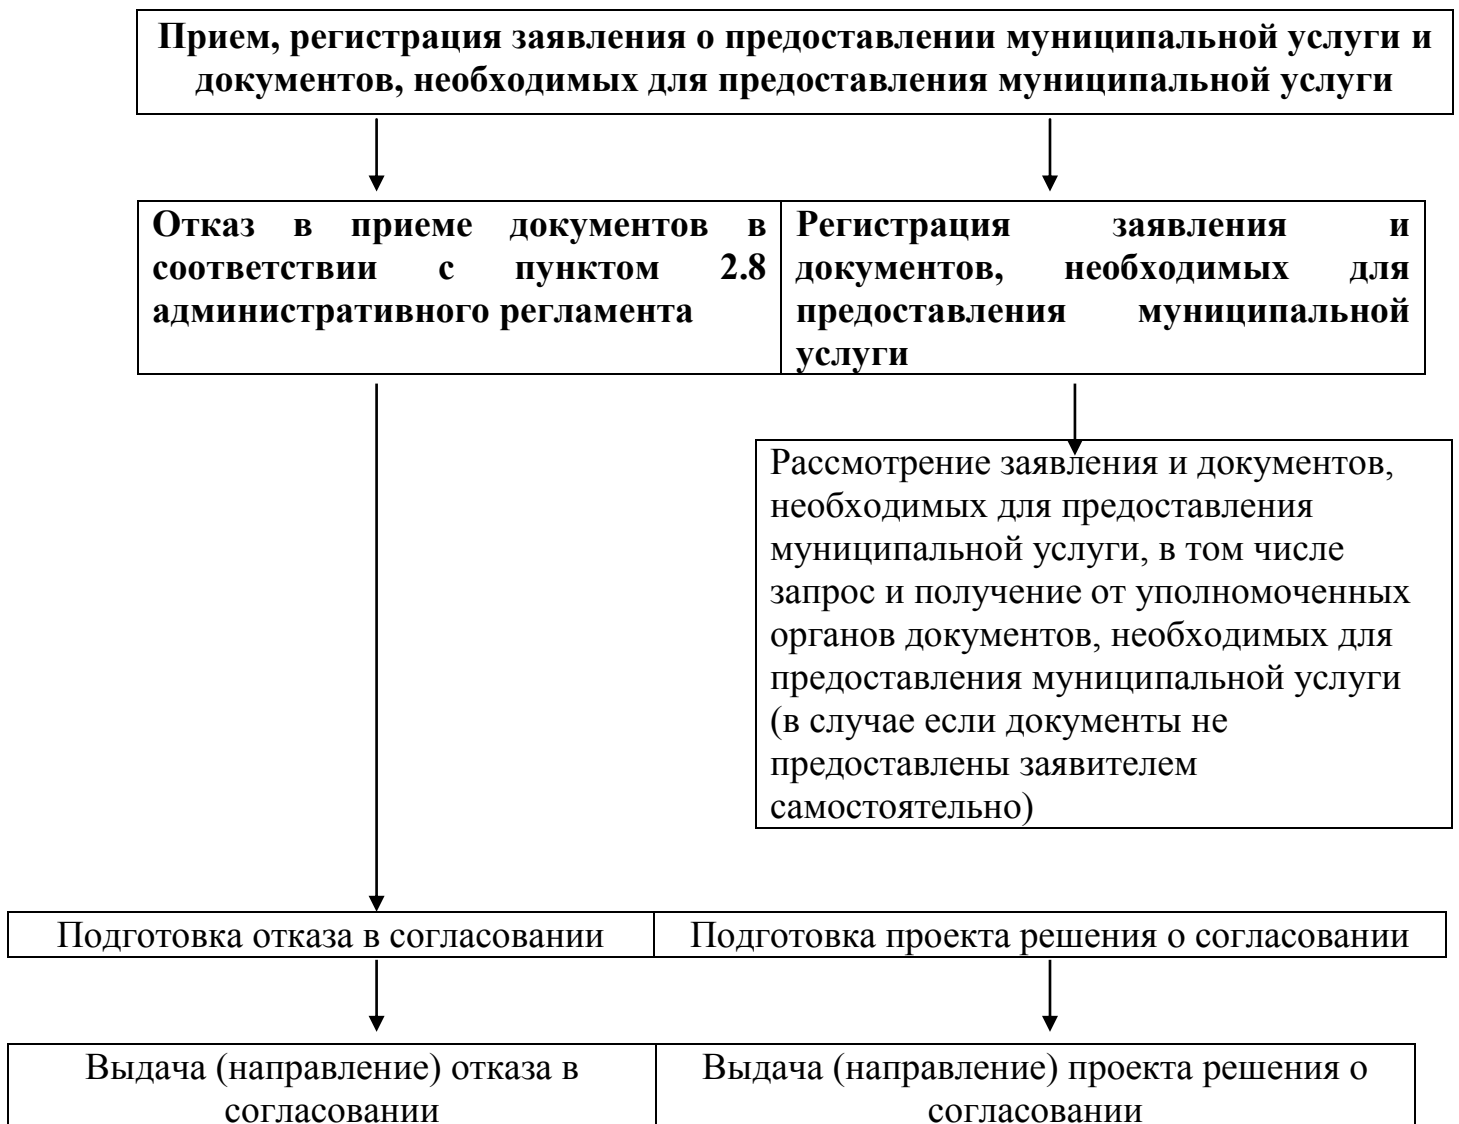 Прием, регистрация заявления о предоставлении муниципальной услуги и
документов, необходимых для предоставления муниципальной услуги
Отказ в приеме документов в
соответствии с пунктом 2.8
административного регламента
Регистрация заявления и
документов, необходимых для
предоставления муниципальной
услуги
Рассмотрение заявления и документов,
необходимых для предоставления
муниципальной услуги, в том числе
запрос и получение от уполномоченных
органов документов, необходимых для
предоставления муниципальной услуги
(в случае если документы не
предоставлены заявителем
самостоятельно)
Подготовка отказа в согласовании
Подготовка проекта решения о согласовании
Выдача (направление) отказа в
согласовании
Выдача (направление) проекта решения о
согласовании